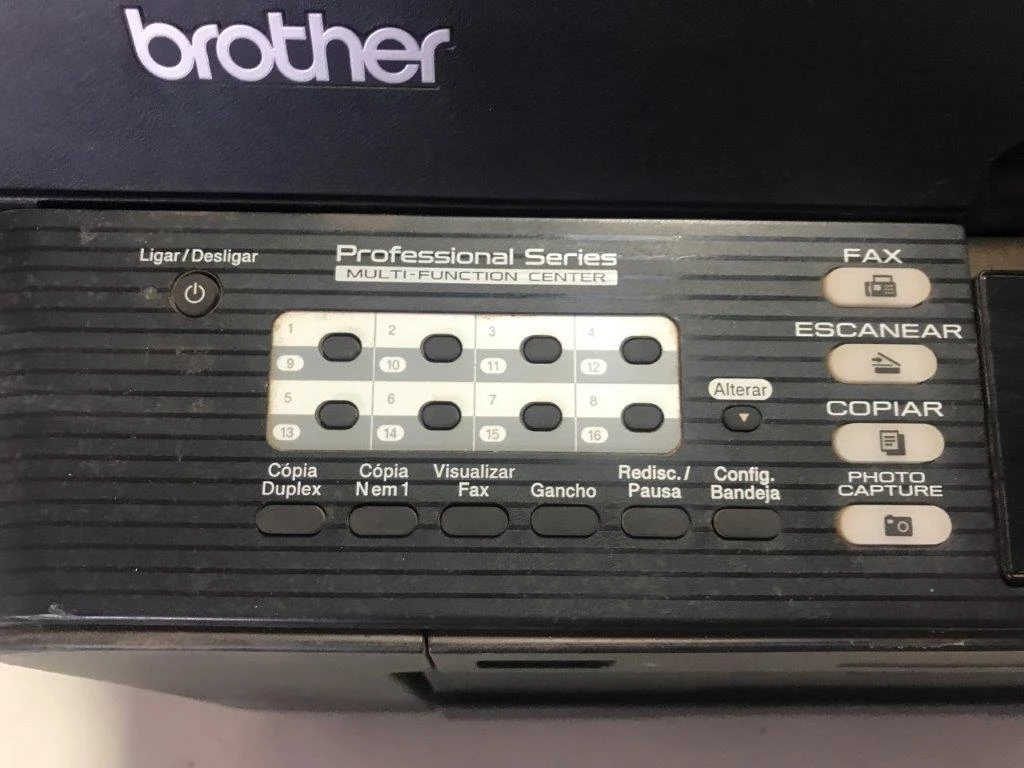 brother
Ligar/Desligar
Professional Series
MULTI-FUNCTION CENTER
FAX
1 2 3 4
9 10 11 12
ESCANEAR
5 6 7 8
13 14 15 16
Alterar
COPIAR
Cópia Duplex
Cópia N em 1
Visualizar Fax
Gancho
Redisc./ Pausa
Config. Bandeja
PHOTO
CAPTURE